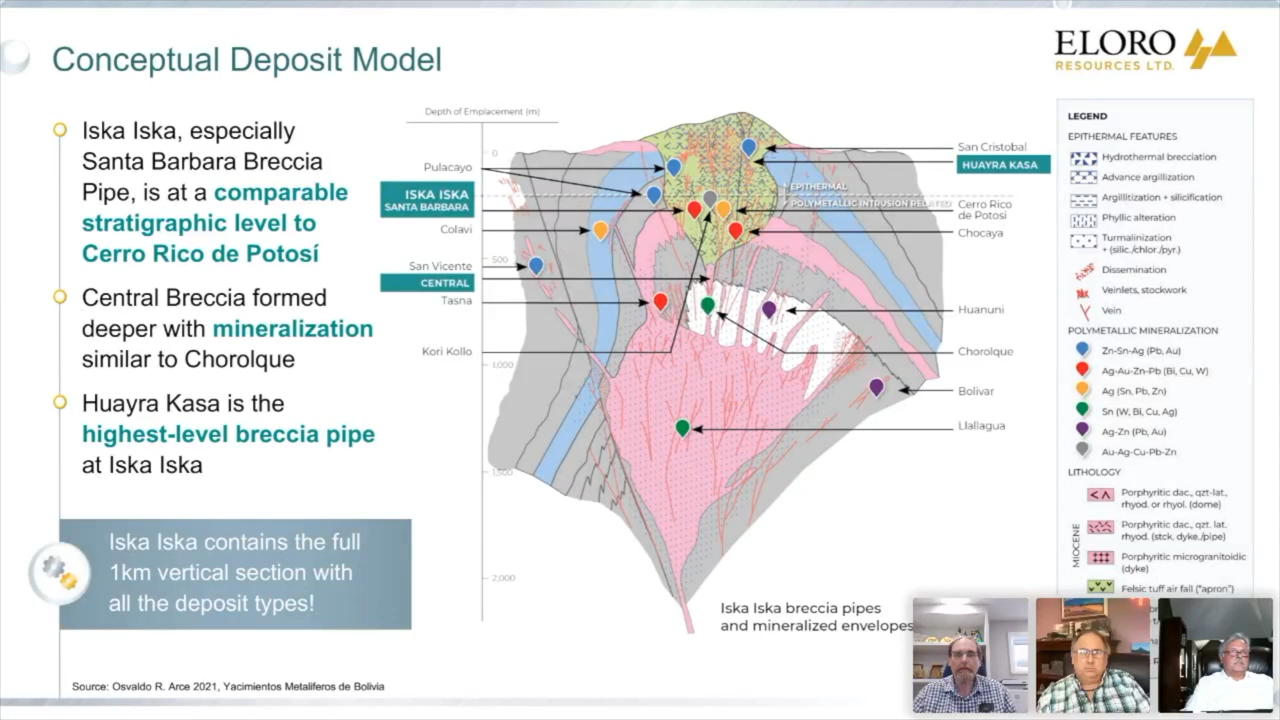 Conceptual Deposit Model
ELORO
RESOURCES LTD.
Iska Iska, especially
Santa Barbara Breccia
Pipe, is at a comparable
stratigraphic level to
Cerro Rico de Potosí
Central Breccia formed
deeper with mineralization
similar to Chorolque
Huayra Kasa is the
highest-level breccia pipe
at Iska Iska
Iska Iska contains the full
1km vertical section with
all the deposit types!
Source: Osvaldo R. Arce 2021, Yacimientos Metaliferos de Bolivia
Depth of Emplacement (m)
0
500
1,000
1,500
2,000
Pulacayo
ISKA ISKA
SANTA BARBARA
Colavi
San Vicente
CENTRAL
Tasna
Kori Kollo
EPITHERMAL
POLYMETALLIC INTRUSION RELATED
San Cristobal
HUAYRA KASA
Cerro Rico
de Potosi
Chocaya
Huanuni
Chorolque
Bolivar
Llallagua
Iska Iska breccia pipes
and mineralized envelopes
LEGEND
EPITHERMAL FEATURES
Hydrothermal brecciation
Advance argillization
Argillitization + silicification
Phyllic alteration
Turmalinization
+ (silic./chlor./pyr.)
Dissemination
Veinlets, stockwork
Vein
POLYMETALLIC MINERALIZATION
Zn-Sn-Ag (Pb, Au)
Ag-Au-Zn-Pb (Bi, Cu, W)
Ag (Sn, Pb, Zn)
Sn (W, Bi, Cu, Ag)
Ag-Zn (Pb, Au)
Au-Ag-Cu-Pb-Zn
LITHOLOGY
MIOCENE
Porphyritic dac., qzt-lat.,
rhyod. or rhyol. (dome)
Porphyritic dac., qzt. lat.
rhyod. (stck, dyke./pipe)
Porphyritic microgranitoidic
(dyke)
Felsic tuff air fall ("apron")